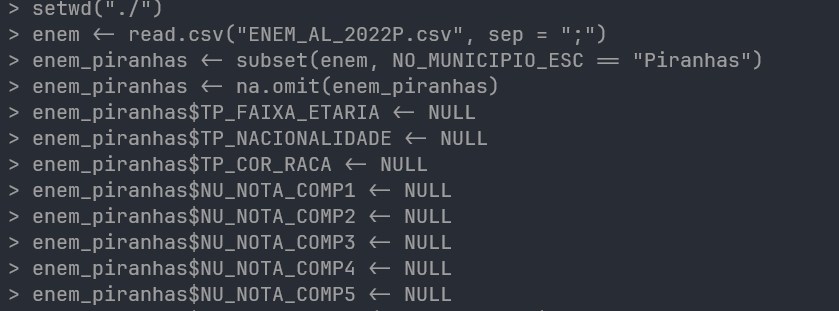 > setwd("./")
> enem <- read.csv("ENEM_AL_2022P.csv", sep = ";")
> enem_piranhas <- subset(enem, NO_MUNICIPIO_ESC == "Piranhas")
> enem_piranhas <- na.omit(enem_piranhas)
> enem_piranhas$TP_FAIXA_ETARIA <- NULL
> enem_piranhas$TP_NACIONALIDADE <- NULL
> enem_piranhas$TP_COR_RACA <- NULL
> enem_piranhas$NU_NOTA_COMP1 <- NULL
> enem_piranhas$NU_NOTA_COMP2 <- NULL
> enem_piranhas$NU_NOTA_COMP3 <- NULL
> enem_piranhas$NU_NOTA_COMP4 <- NULL
> enem_piranhas$NU_NOTA_COMP5 <- NULL